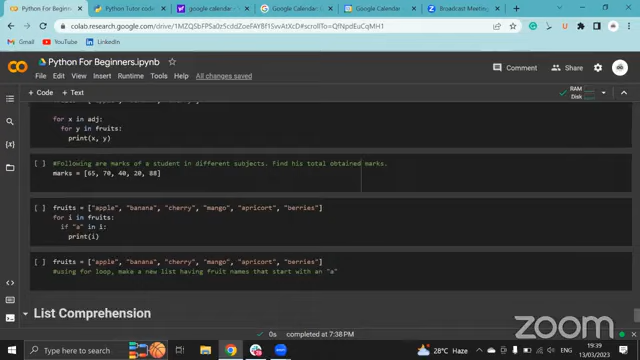 Python For Beginners
Python Tutor code
google calendar -
Google Calendar
google calendar
Broadcast Meeting
colab.research.google.com/drive/1MZQSbFPSa0z5cddZeAFAYBf1SvvAtXcD#scrollTo=QfNpdYsCQMH1
Gmail YouTube LinkedIn
Python For Beginners.ipynb
Comment Share
File Edit View Insert Runtime Tools Help All changes saved
+ Code + Text
RAM
Disk
for x in adj:
for y in fruits:
print(x, y)
[ ] #Following are marks of a student in different subjects. Find his total obtained marks.
marks = [65, 70, 40, 20, 88]
[ ] fruits = ["apple", "banana", "cherry", "mango", "apricort", "berries"]
for i in fruits:
if "a" in i:
print(i)
[ ] fruits = ["apple", "banana", "cherry", "mango", "apricort", "berries"]
#using for loop, make a new list having fruit names that start with an "a"
List Comprehension
0s completed at 7:38 PM
zoom
Type here to search
28°C Haze
19:39
13/03/2023